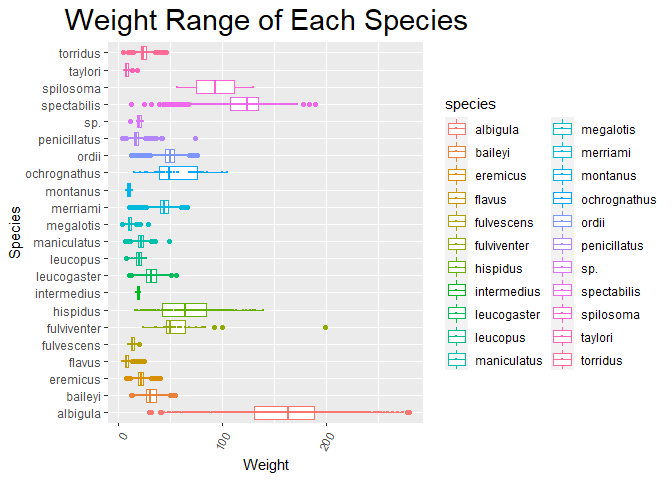 Weight Range of Each Species
Species
torridus
taylori
spilosoma
spectabilis
sp.
penicillatus
ordii
ochrognathus
montanus
merriami
megalotis
maniculatus
leucopus
leucogaster
intermedius
hispidus
fulviventer
fulvescens
flavus
eremicus
baileyi
albigula
0
100
200
Weight
species
albigula
baileyi
eremicus
flavus
fulvescens
fulviventer
hispidus
intermedius
leucogaster
leucopus
maniculatus
megalotis
merriami
montanus
ochrognathus
ordii
penicillatus
sp.
spectabilis
spilosoma
taylori
torridus